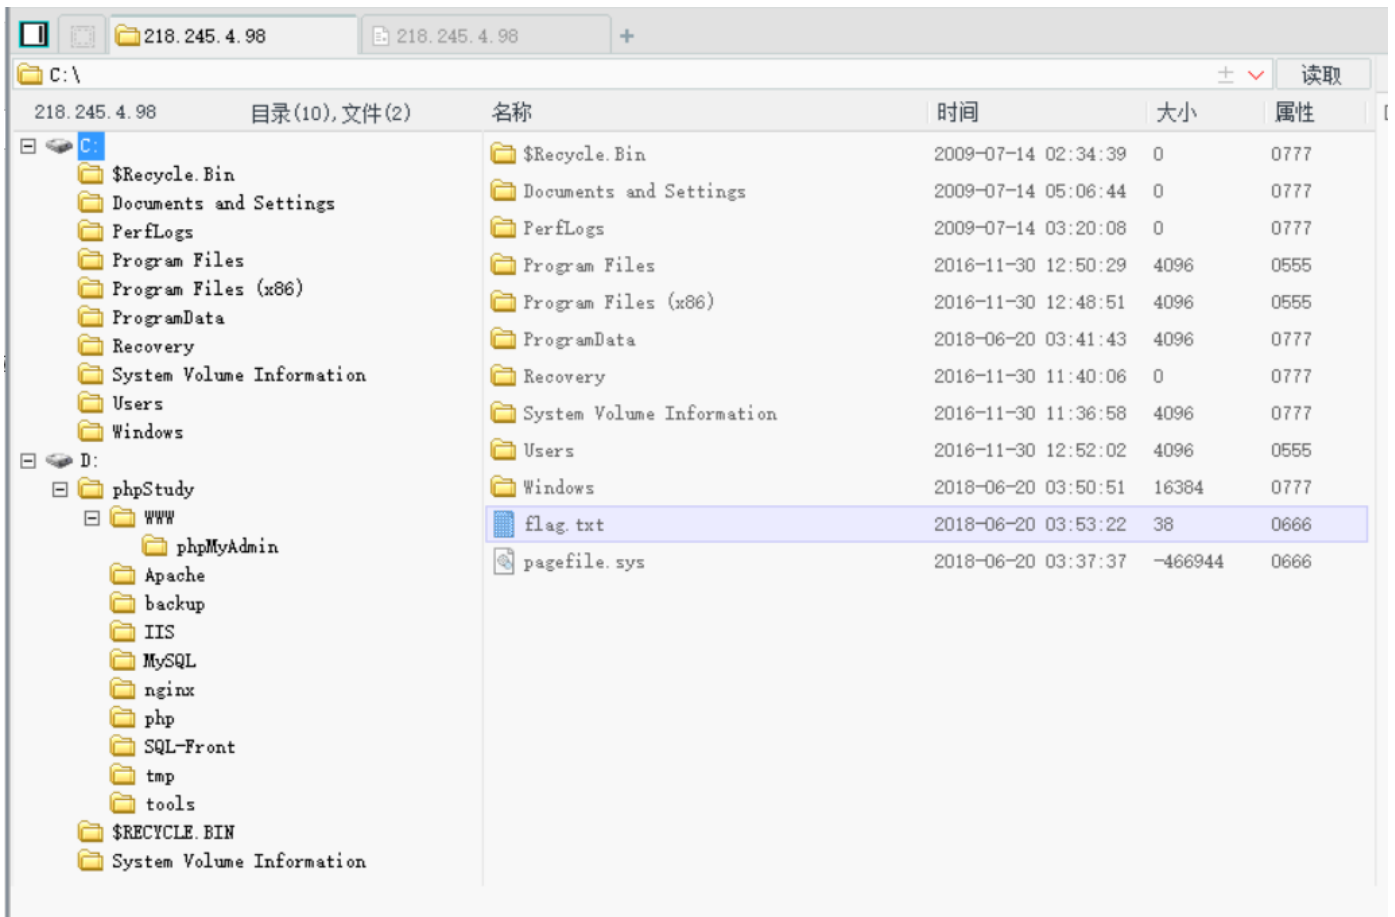 218.245.4.98 218.245.4.98 +
C:\ 读取
218.245.4.98 目录(10),文件(2) 名称 时间 大小 属性
C:
$Recycle.Bin
Documents and Settings
PerfLogs
Program Files
Program Files (x86)
ProgramData
Recovery
System Volume Information
Users
Windows
D:
phpStudy
WWW
phpMyAdmin
Apache
backup
IIS
MySQL
nginx
php
SQL-Front
tmp
tools
$RECYCLE.BIN
System Volume Information
$Recycle.Bin 2009-07-14 02:34:39 0 0777
Documents and Settings 2009-07-14 05:06:44 0 0777
PerfLogs 2009-07-14 03:20:08 0 0777
Program Files 2016-11-30 12:50:29 4096 0555
Program Files (x86) 2016-11-30 12:48:51 4096 0555
ProgramData 2018-06-20 03:41:43 4096 0777
Recovery 2016-11-30 11:40:06 0 0777
System Volume Information 2016-11-30 11:36:58 4096 0777
Users 2016-11-30 12:52:02 4096 0555
Windows 2018-06-20 03:50:51 16384 0777
flag.txt 2018-06-20 03:53:22 38 0666
pagefile.sys 2018-06-20 03:37:37 -466944 0666